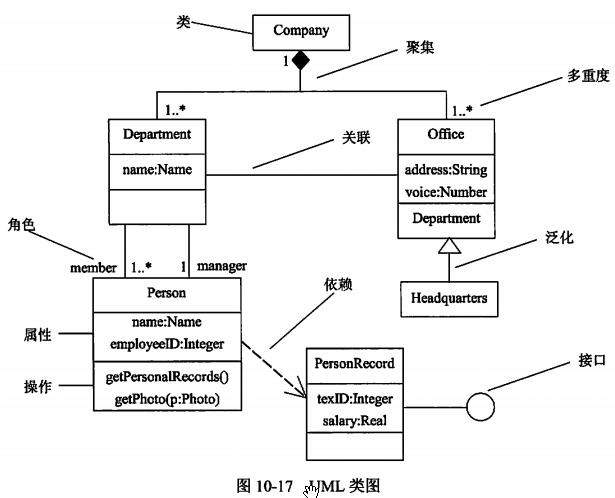 类
Company
1
聚集
多重度
1..*
1..*
Department
Office
关联
name:Name
address:String
voice:Number
Department
角色
泛化
member
1..*
1
manager
依赖
Person
Headquarters
name:Name
属性
employeeID:Integer
PersonRecord
接口
操作
getPersonalRecords()
texID:Integer
getPhoto(p:Photo)
salary:Real
图 10-17 UML 类图